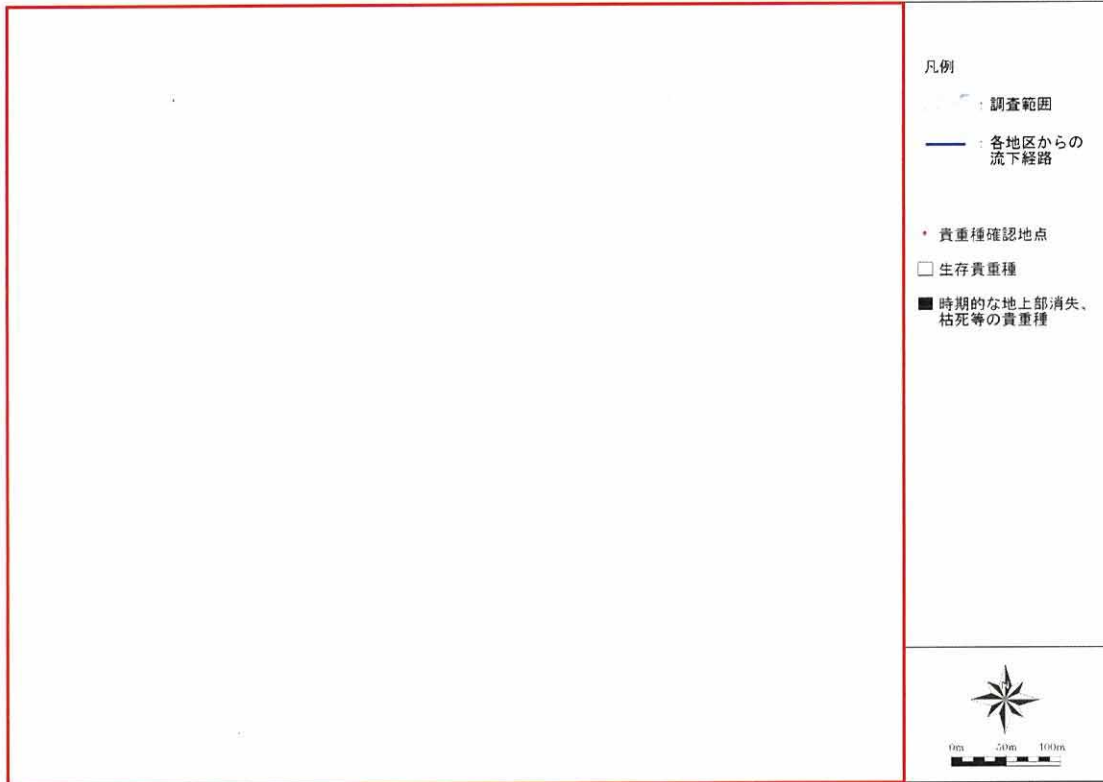 凡例
: 調査範囲
: 各地区からの
流下経路
貴重種確認地点
生存貴重種
時期的な地上部消失、
枯死等の貴重種
N
0m 50m 100m